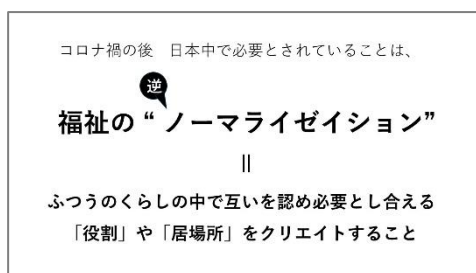 コロナ禍の後　日本中で必要とされていることは、
逆
福祉の“ノーマライゼイション”
＝
ふつうのくらしの中で互いを認め必要とし合える
「役割」や「居場所」をクリエイトすること